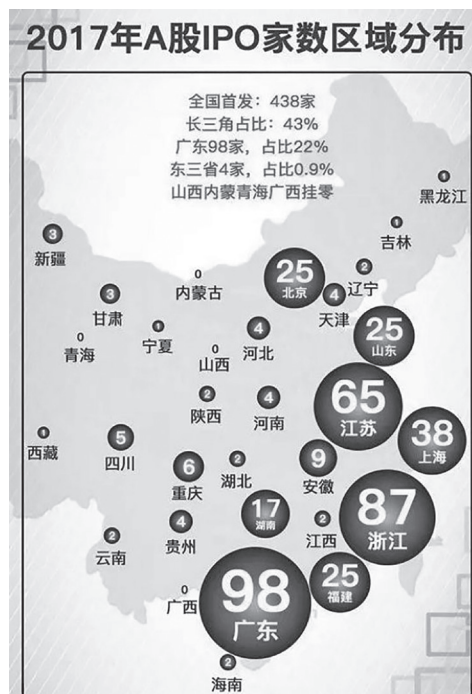 2017年A股IPO家数区域分布
全国首发：438家
长三角占比：43%
广东98家，占比22%
东三省4家，占比0.9%
山西内蒙青海广西挂零
1
黑龙江
1
吉林
3
新疆
2
辽宁
0
内蒙古
25
北京
4
天津
3
甘肃
1
宁夏
0
青海
0
山西
4
河北
25
山东
2
陕西
4
河南
65
江苏
38
上海
1
西藏
5
四川
6
重庆
2
湖北
9
安徽
17
湖南
2
江西
87
浙江
2
云南
4
贵州
0
广西
98
广东
25
福建
2
海南